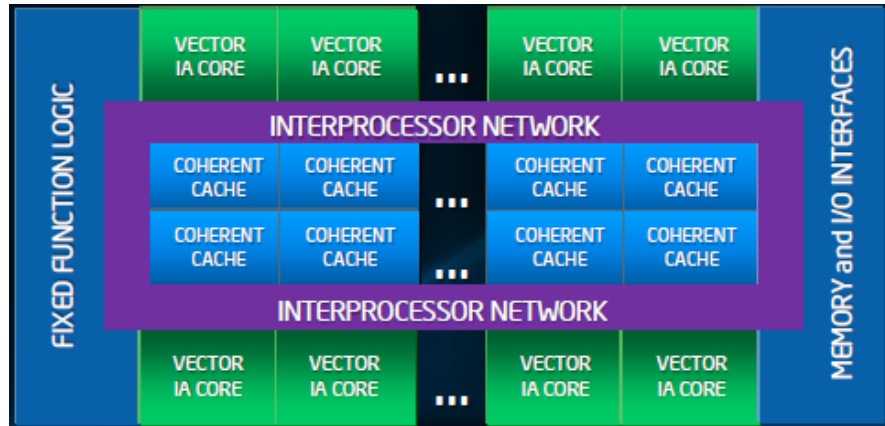 FIXED FUNCTION LOGIC
VECTOR
IA CORE
VECTOR
IA CORE
...
VECTOR
IA CORE
VECTOR
IA CORE
MEMORY and I/O INTERFACES
INTERPROCESSOR NETWORK
COHERENT
CACHE
COHERENT
CACHE
...
COHERENT
CACHE
COHERENT
CACHE
COHERENT
CACHE
COHERENT
CACHE
...
COHERENT
CACHE
COHERENT
CACHE
INTERPROCESSOR NETWORK
VECTOR
IA CORE
VECTOR
IA CORE
...
VECTOR
IA CORE
VECTOR
IA CORE